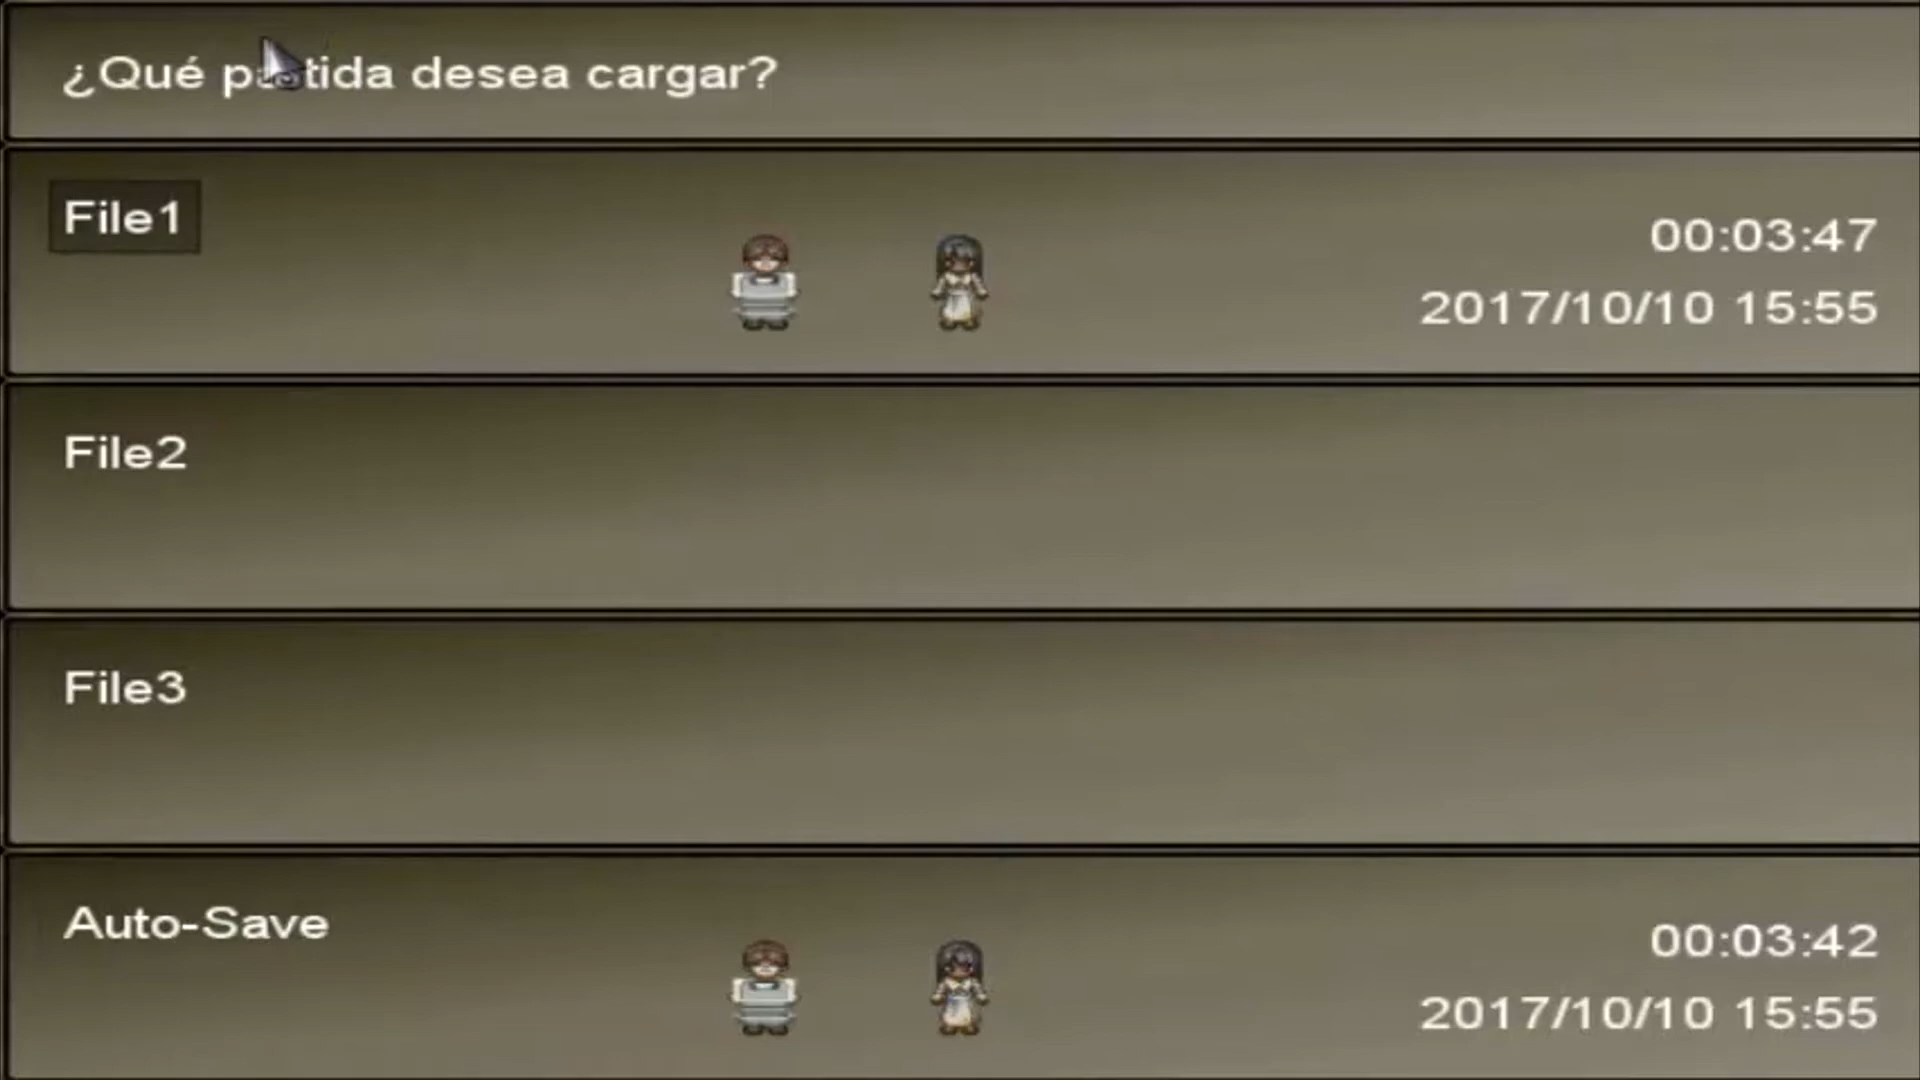 ¿Qué partida desea cargar?
File1
00:03:47
2017/10/10 15:55
File2
File3
Auto-Save
00:03:42
2017/10/10 15:55